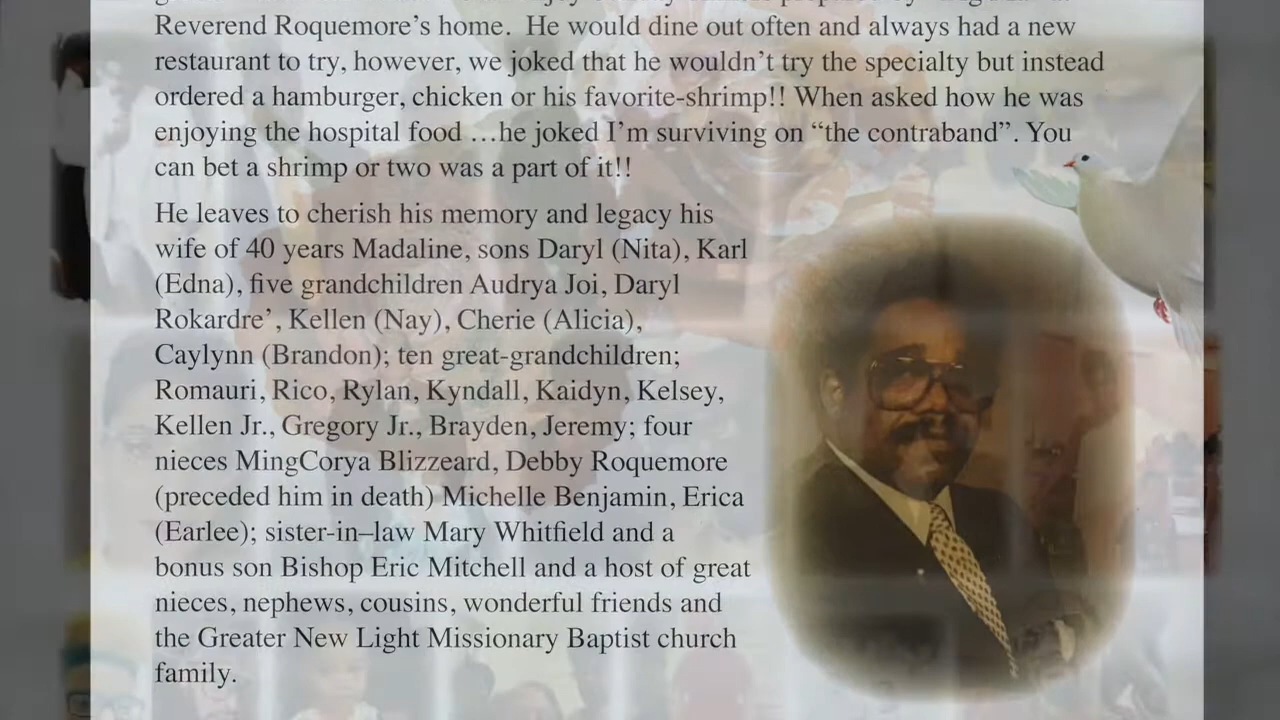 Reverend Roquemore’s home. He would dine out often and always had a new
restaurant to try, however, we joked that he wouldn’t try the specialty but instead
ordered a hamburger, chicken or his favorite-shrimp!! When asked how he was
enjoying the hospital food …he joked I’m surviving on “the contraband”. You
can bet a shrimp or two was a part of it!!
He leaves to cherish his memory and legacy his
wife of 40 years Madaline, sons Daryl (Nita), Karl
(Edna), five grandchildren Audrya Joi, Daryl
Rokardre’, Kellen (Nay), Cherie (Alicia),
Caylynn (Brandon); ten great-grandchildren;
Romauri, Rico, Rylan, Kyndall, Kaidyn, Kelsey,
Kellen Jr., Gregory Jr., Brayden, Jeremy; four
nieces MingCorya Blizzeard, Debby Roquemore
(preceded him in death) Michelle Benjamin, Erica
(Earlee); sister-in–law Mary Whitfield and a
bonus son Bishop Eric Mitchell and a host of great
nieces, nephews, cousins, wonderful friends and
the Greater New Light Missionary Baptist church
family.